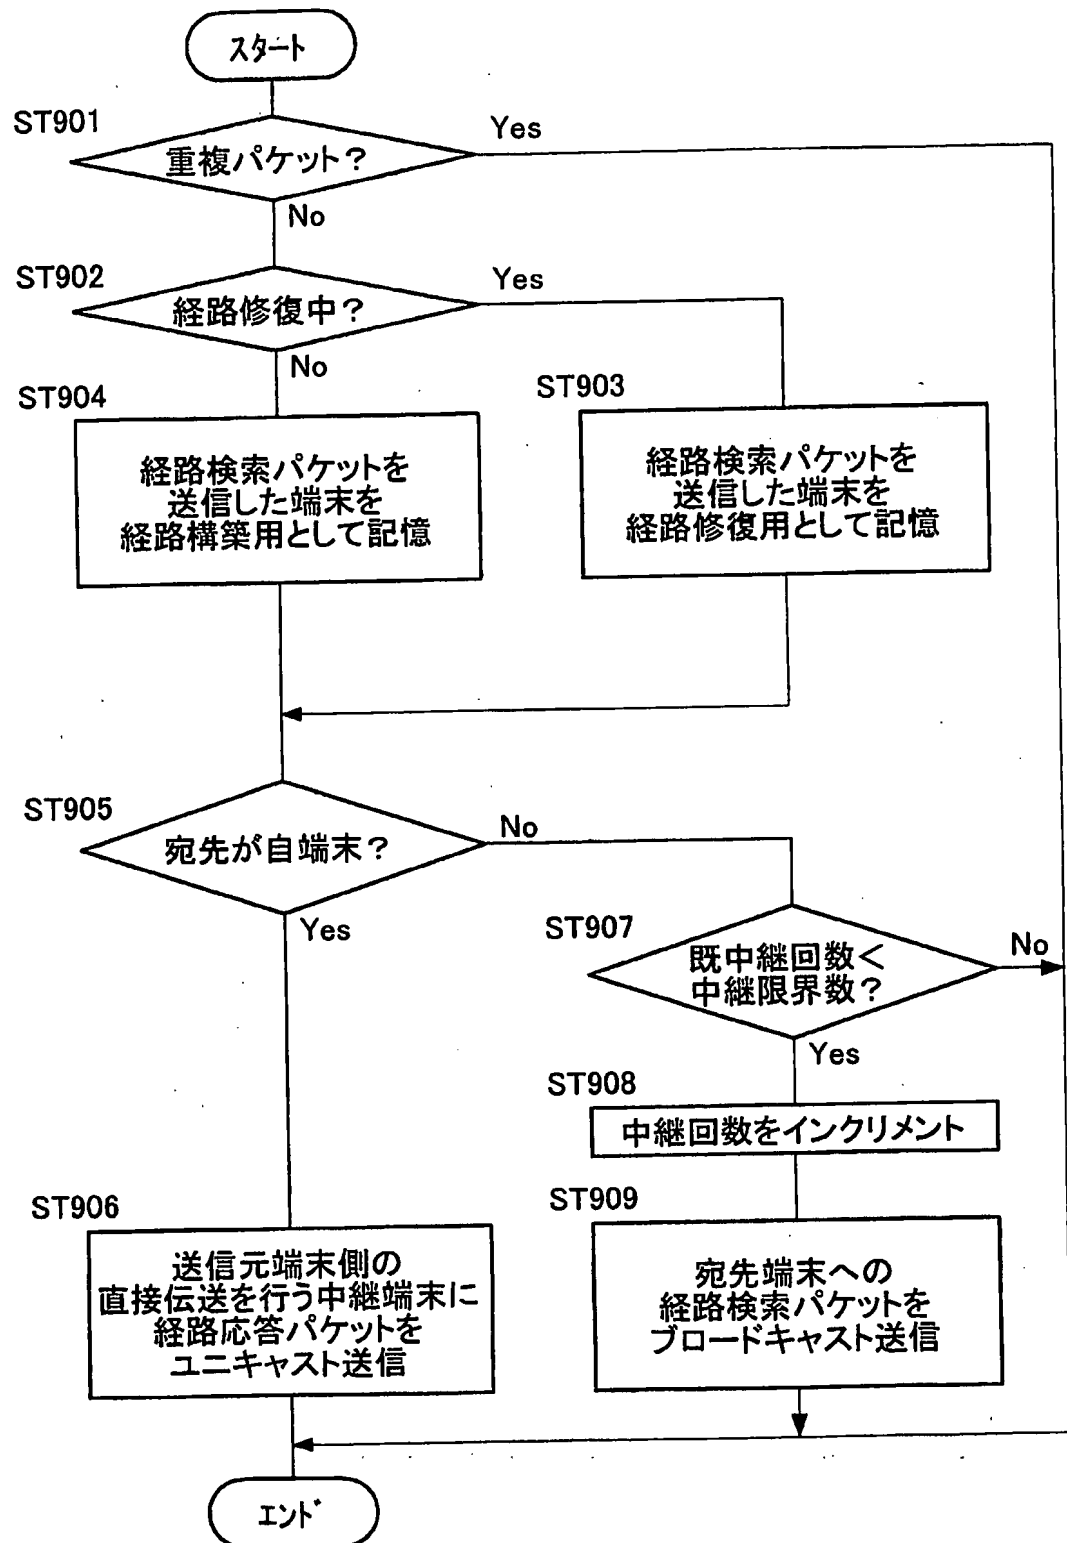 スタート
ST901
重複パケット?
Yes
No
ST902
経路修復中?
Yes
No
ST904
経路検索パケットを
送信した端末を
経路構築用として記憶
ST903
経路検索パケットを
送信した端末を
経路修復用として記憶
ST905
宛先が自端末?
No
Yes
ST907
既中継回数<
中継限界数?
No
Yes
ST908
中継回数をインクリメント
ST906
送信元端末側の
直接伝送を行う中継端末に
経路応答パケットを
ユニキャスト送信
ST909
宛先端末への
経路検索パケットを
ブロードキャスト送信
エンド